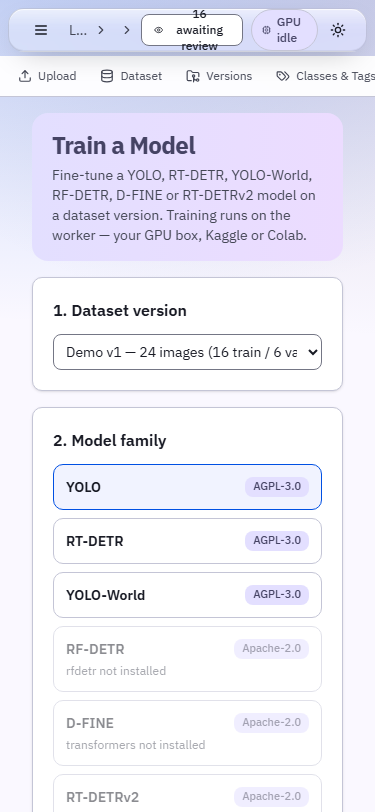 L...
16
awaiting
review
GPU
idle
Upload
Dataset
Versions
Classes & Tags
Train a Model
Fine-tune a YOLO, RT-DETR, YOLO-World,
RF-DETR, D-FINE or RT-DETRv2 model on
a dataset version. Training runs on the
worker — your GPU box, Kaggle or Colab.
1. Dataset version
Demo v1 — 24 images (16 train / 6 va
2. Model family
YOLO AGPL-3.0
RT-DETR AGPL-3.0
YOLO-World AGPL-3.0
RF-DETR Apache-2.0
rfdetr not installed
D-FINE Apache-2.0
transformers not installed
RT-DETRv2 Apache-2.0